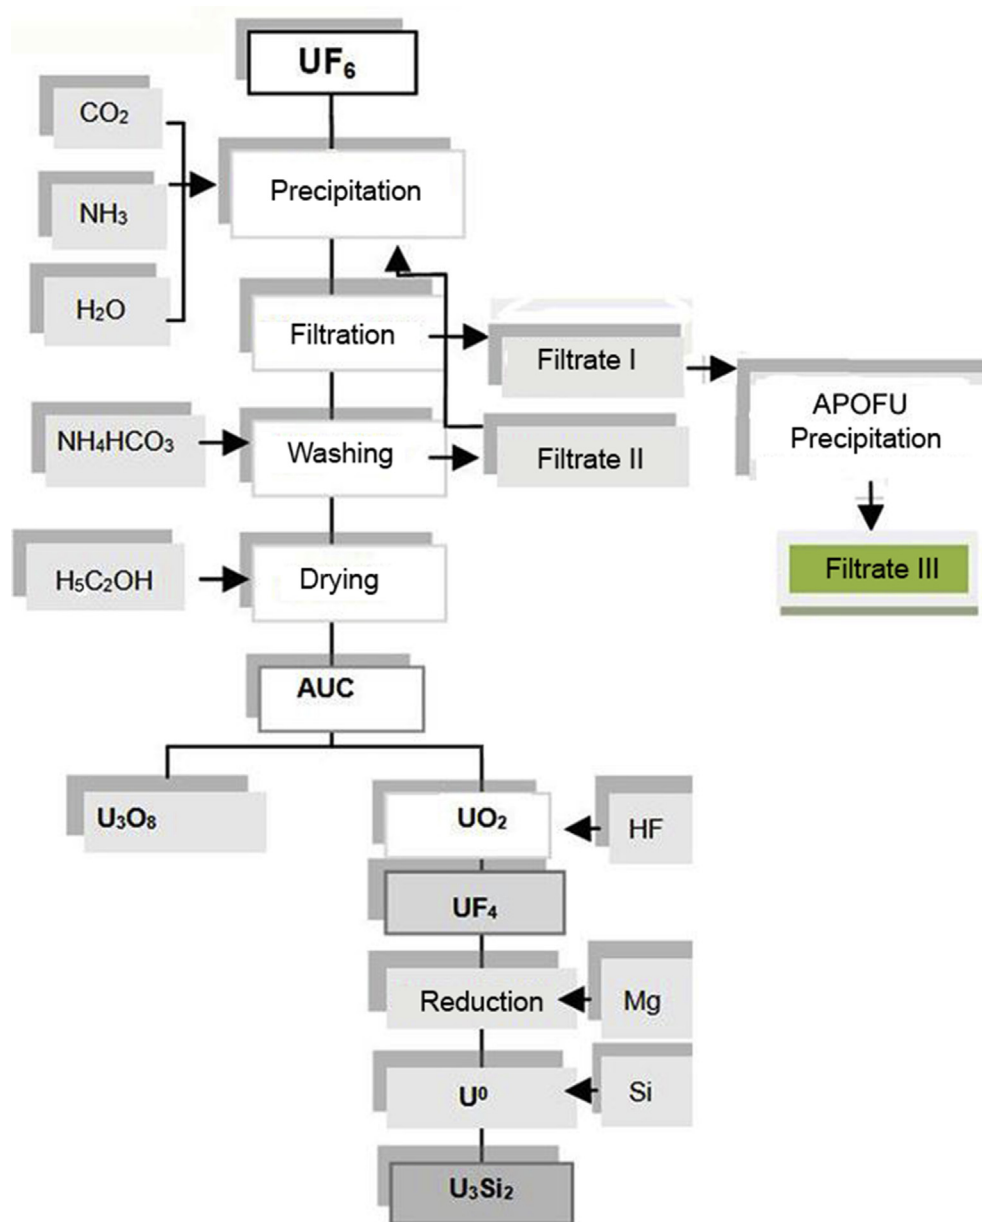 UF₆
CO₂
Precipitation
NH₃
H₂O
Filtration
Filtrate I
APOFU
Precipitation
NH₄HCO₃
Washing
Filtrate II
Filtrate III
H₅C₂OH
Drying
AUC
U₃O₈
UO₂
HF
UF₄
Reduction
Mg
U⁰
Si
U₃Si₂